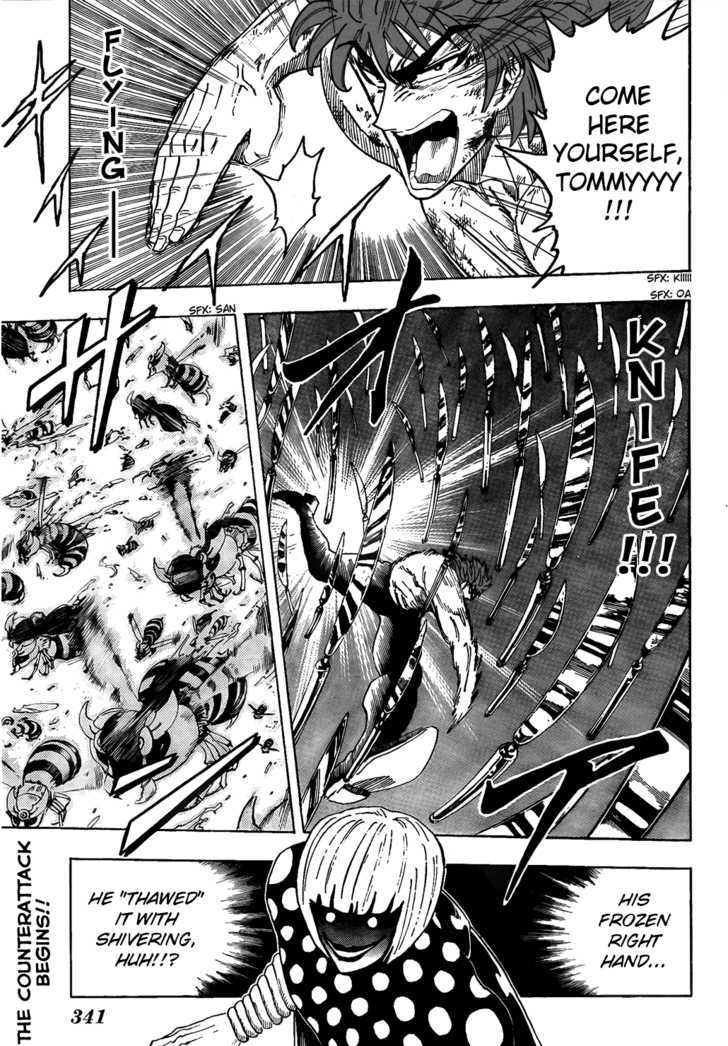 COME
HERE
YOURSELF,
TOMMYYYY
!!!
FLYING—
SFX: KIIIII
SFX: OA
KNIFE!!!
SFX: SAN
HIS
FROZEN
RIGHT
HAND...
HE "THAWED"
IT WITH
SHIVERING,
HUH!!?
THE COUNTERATTACK
BEGINS!!
341